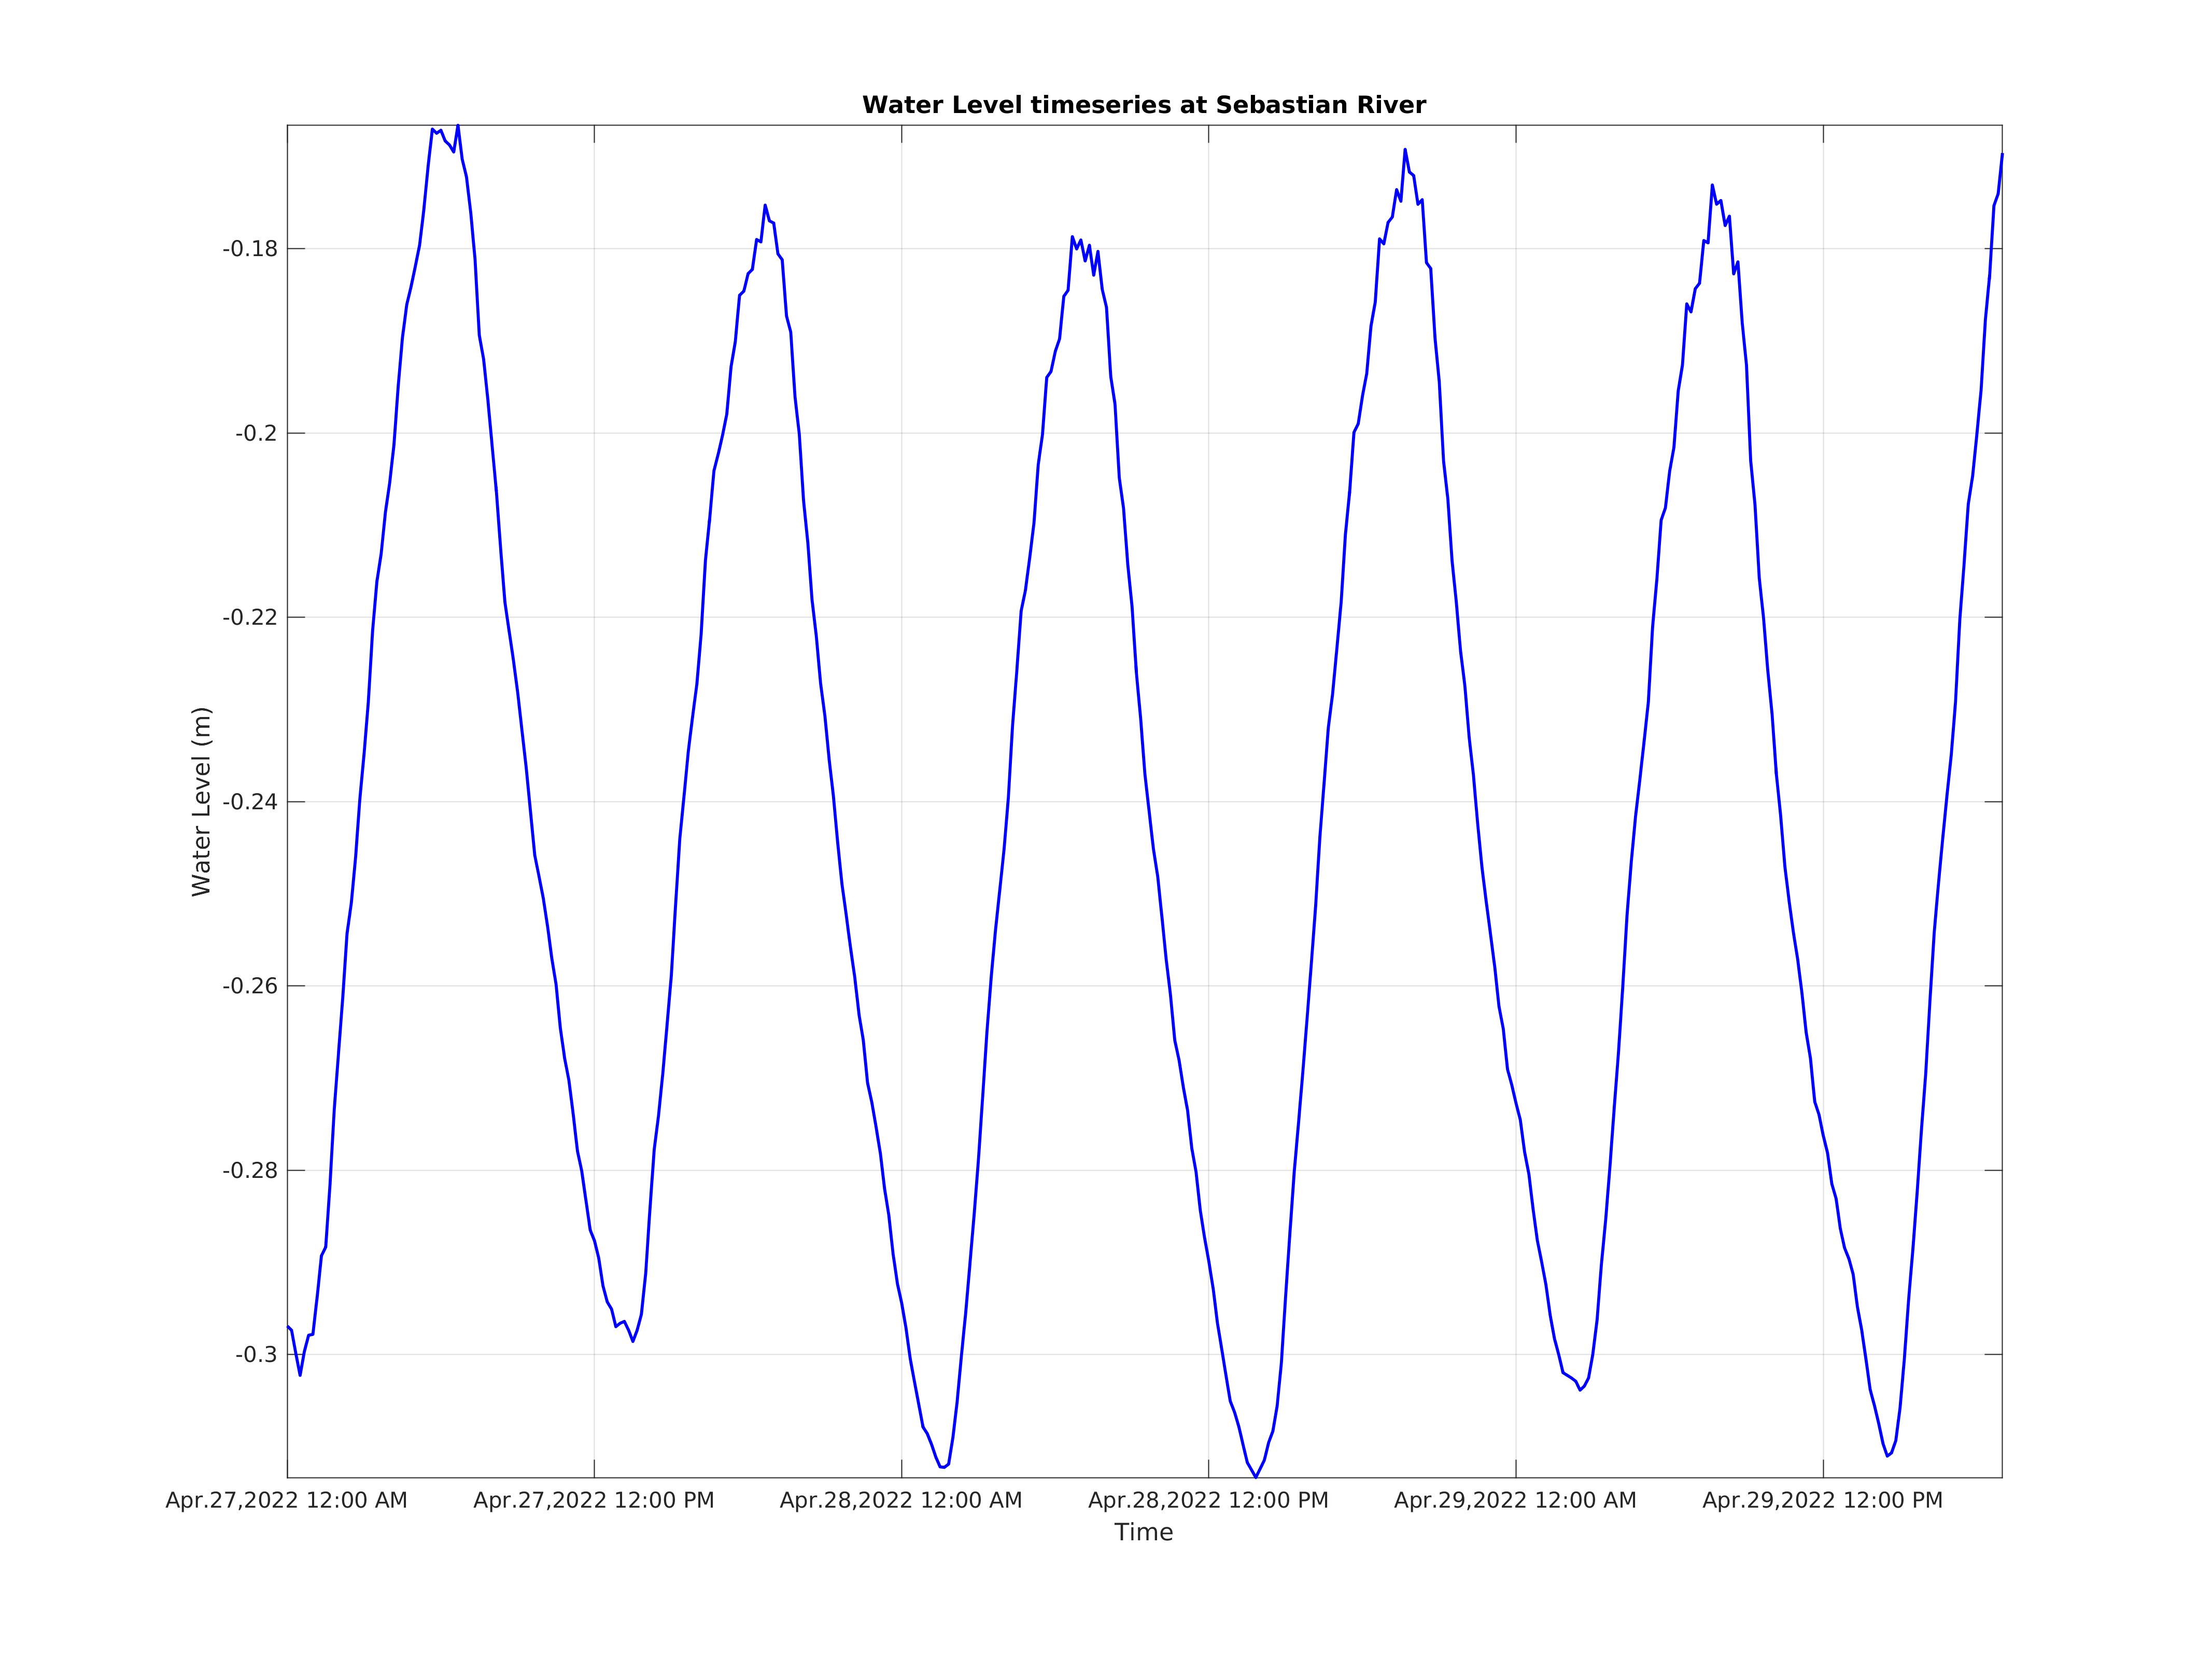 Water Level timeseries at Sebastian River
Water Level (m)
-0.18
-0.2
-0.22
-0.24
-0.26
-0.28
-0.3
Apr.27,2022 12:00 AM
Apr.27,2022 12:00 PM
Apr.28,2022 12:00 AM
Apr.28,2022 12:00 PM
Apr.29,2022 12:00 AM
Apr.29,2022 12:00 PM
Time